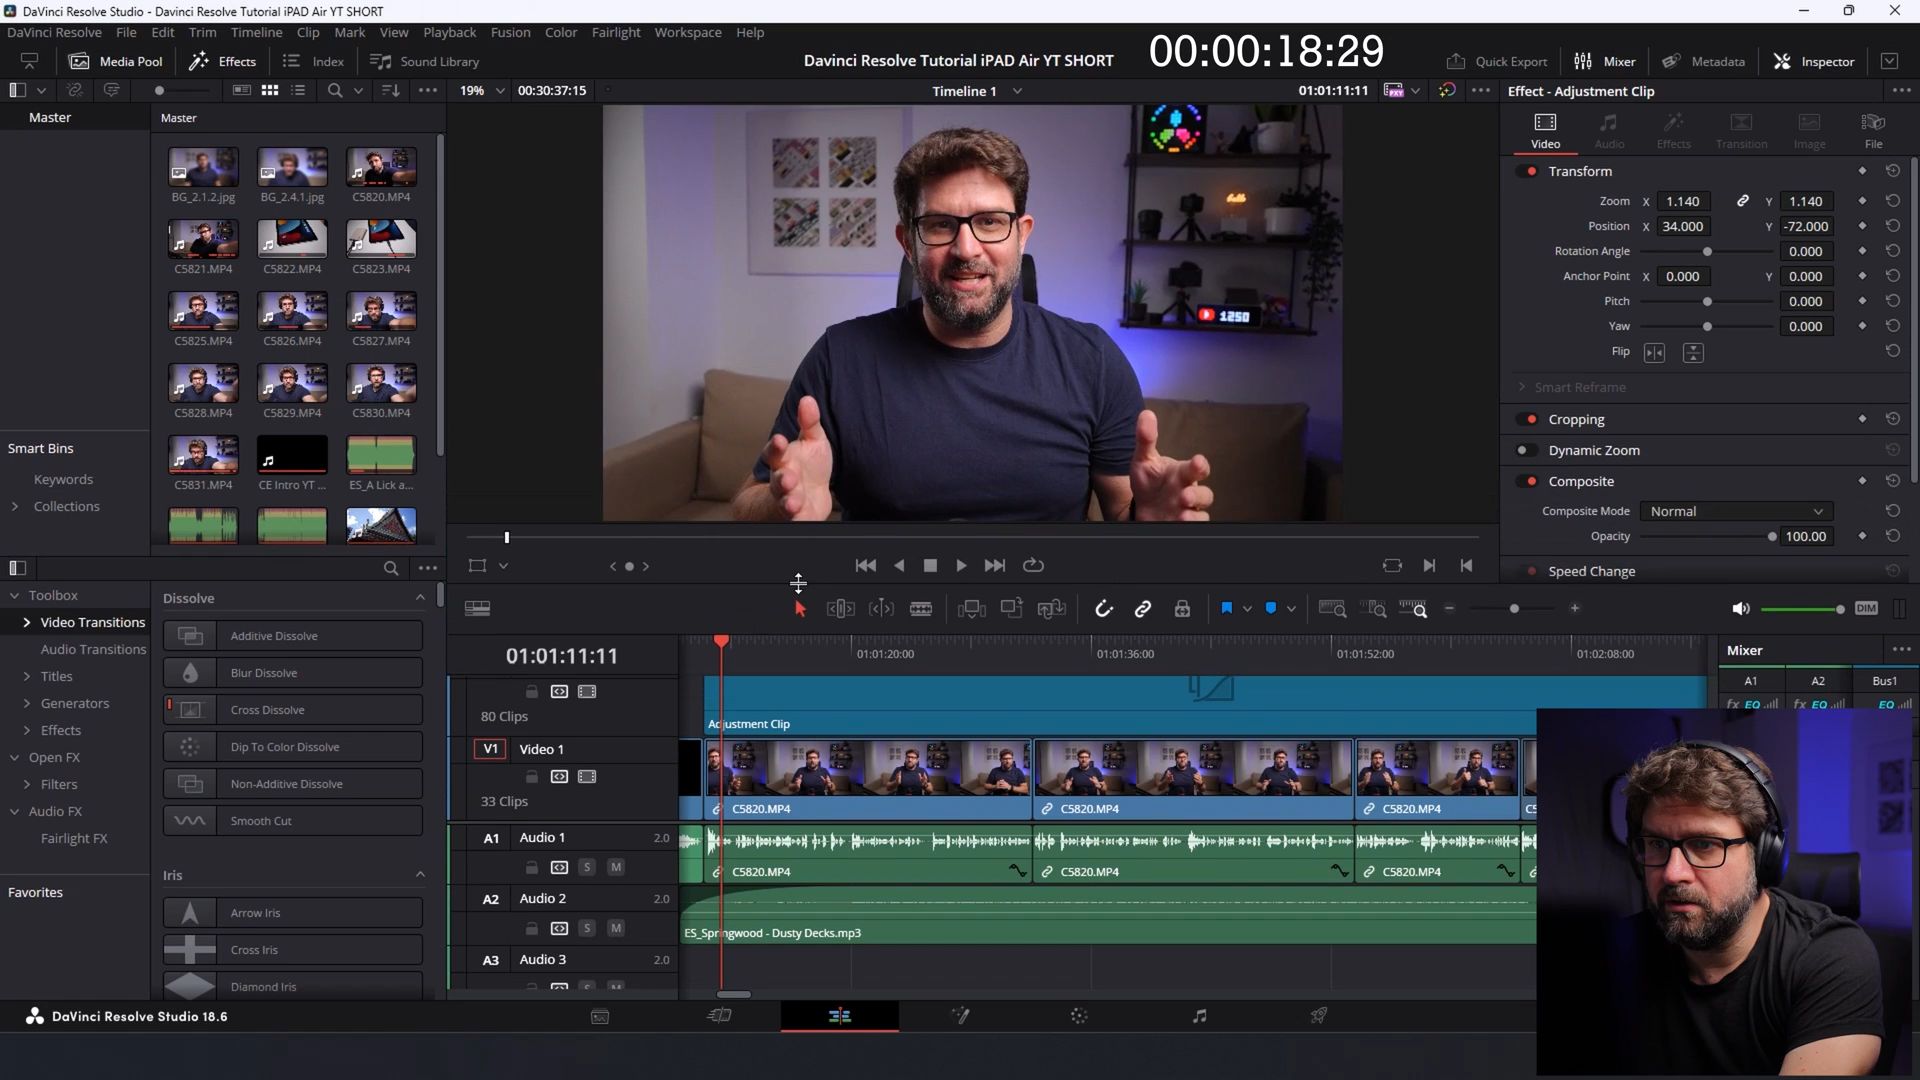 DaVinci Resolve Studio - Davinci Resolve Tutorial iPAD Air YT SHORT
DaVinci Resolve File Edit Trim Timeline Clip Mark View Playback Fusion Color Fairlight Workspace Help
Media Pool Effects Index Sound Library Davinci Resolve Tutorial iPAD Air YT SHORT 00:00:18:29 Quick Export Mixer Metadata Inspector
19% 00:30:37:15 Timeline 1 01:01:11:11 PXY Effect - Adjustment Clip
Master
Master
Video Audio Effects Transition Image File
BG_2.1.2.jpg BG_2.4.1.jpg C5820.MP4
C5821.MP4 C5822.MP4 C5823.MP4
C5825.MP4 C5826.MP4 C5827.MP4
C5828.MP4 C5829.MP4 C5830.MP4
C5831.MP4 CE Intro YT ... ES_A Lick a...
Smart Bins
Keywords
Collections
1250
Transform
Zoom X 1.140 Y 1.140
Position X 34.000 Y -72.000
Rotation Angle 0.000
Anchor Point X 0.000 Y 0.000
Pitch 0.000
Yaw 0.000
Flip
Smart Reframe
Cropping
Dynamic Zoom
Composite
Composite Mode Normal
Opacity 100.00
Speed Change
Toolbox
Video Transitions
Audio Transitions
Titles
Generators
Effects
Open FX
Filters
Audio FX
Fairlight FX
Favorites
Dissolve
Additive Dissolve
Blur Dissolve
Cross Dissolve
Dip To Color Dissolve
Non-Additive Dissolve
Smooth Cut
Iris
Arrow Iris
Cross Iris
Diamond Iris
DIM
01:01:11:11 01:01:20:00 01:01:36:00 01:01:52:00 01:02:08:00
Mixer
A1 A2 Bus1
fx EQ fx EQ EQ
80 Clips
Adjustment Clip
V1 Video 1
33 Clips
C5820.MP4 C5820.MP4 C5820.MP4 C5
A1 Audio 1 2.0
S M
C5820.MP4 C5820.MP4 C5820.MP4
A2 Audio 2 2.0
S M
ES_Springwood - Dusty Decks.mp3
A3 Audio 3 2.0
S M
DaVinci Resolve Studio 18.6